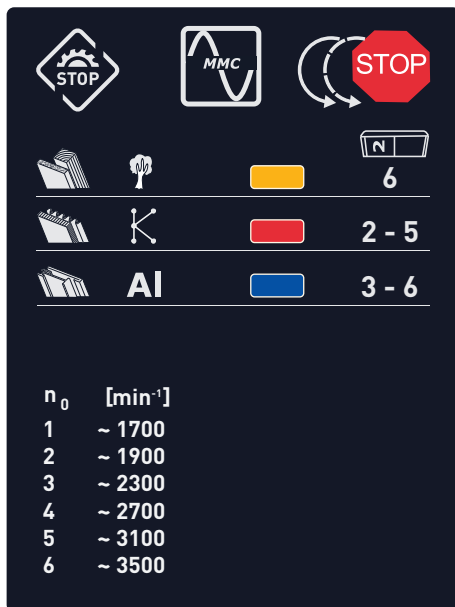 STOP
MMC
STOP
2
6
2 - 5
Al 3 - 6
n0 [min-1]
1 ~ 1700
2 ~ 1900
3 ~ 2300
4 ~ 2700
5 ~ 3100
6 ~ 3500